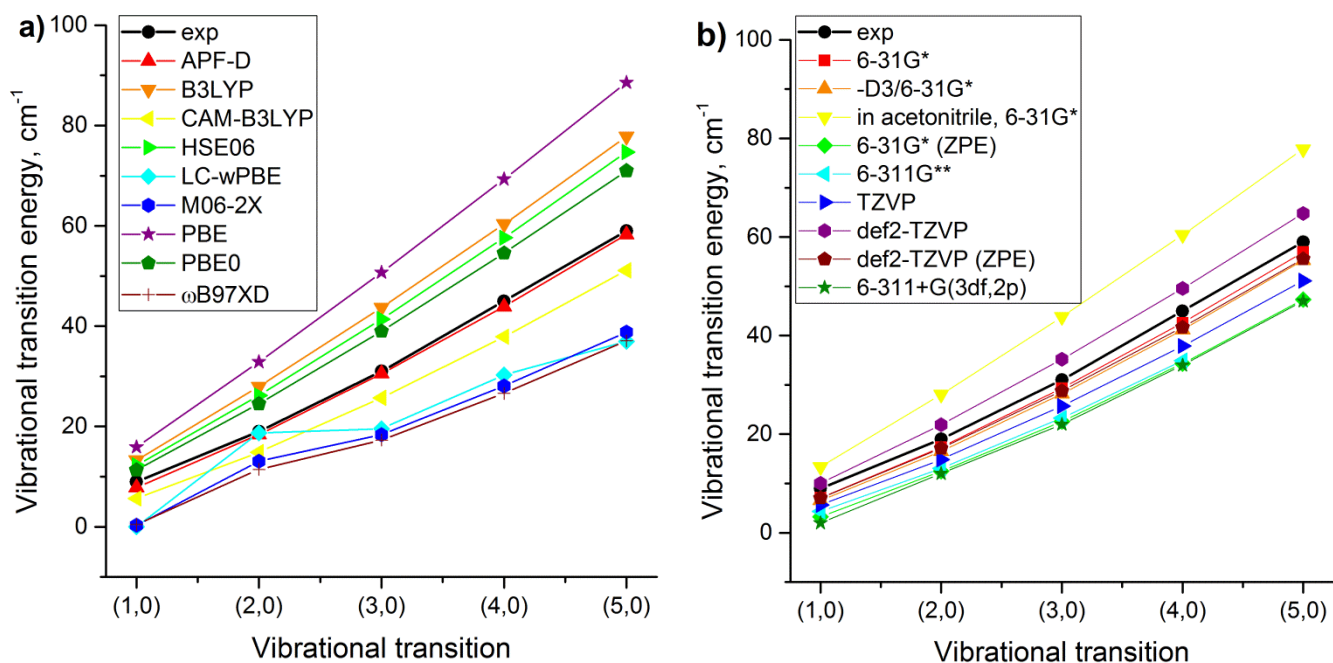 a)
exp
APF-D
B3LYP
CAM-B3LYP
HSE06
LC-wPBE
M06-2X
PBE
PBE0
ωB97XD
100
80
60
40
20
0
Vibrational transition energy, cm⁻¹
(1,0) (2,0) (3,0) (4,0) (5,0)
Vibrational transition
b)
exp
6-31G*
-D3/6-31G*
in acetonitrile, 6-31G*
6-31G* (ZPE)
6-311G**
TZVP
def2-TZVP
def2-TZVP (ZPE)
6-311+G(3df,2p)
100
80
60
40
20
0
Vibrational transition energy, cm⁻¹
(1,0) (2,0) (3,0) (4,0) (5,0)
Vibrational transition